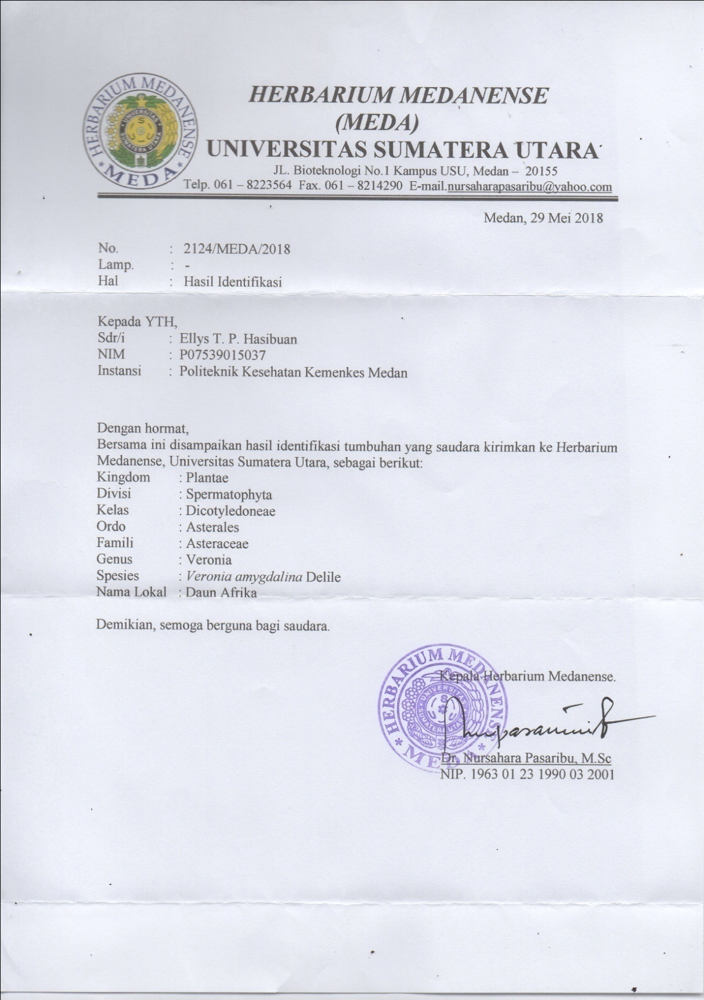 HERBARIUM MEDANENSE
* MEDA *
UNIVERSITAS
SUMATERA UTARA
HERBARIUM MEDANENSE
(MEDA)
UNIVERSITAS SUMATERA UTARA
JL. Bioteknologi No.1 Kampus USU, Medan – 20155
Telp. 061 – 8223564 Fax. 061 – 8214290 E-mail.nursaharapasaribu@yahoo.com
Medan, 29 Mei 2018
No. : 2124/MEDA/2018
Lamp. : -
Hal : Hasil Identifikasi
Kepada YTH,
Sdr/i : Ellys T. P. Hasibuan
NIM : P07539015037
Instansi : Politeknik Kesehatan Kemenkes Medan
Dengan hormat,
Bersama ini disampaikan hasil identifikasi tumbuhan yang saudara kirimkan ke Herbarium
Medanense, Universitas Sumatera Utara, sebagai berikut:
Kingdom : Plantae
Divisi : Spermatophyta
Kelas : Dicotyledoneae
Ordo : Asterales
Famili : Asteraceae
Genus : Veronia
Spesies : Veronia amygdalina Delile
Nama Lokal : Daun Afrika
Demikian, semoga berguna bagi saudara.
Kepala Herbarium Medanense.
HERBARIUM MEDANENSE
* MEDA *
UNIVERSITAS
SUMATERA UTARA
Dr. Nursahara Pasaribu, M.Sc
NIP. 1963 01 23 1990 03 2001